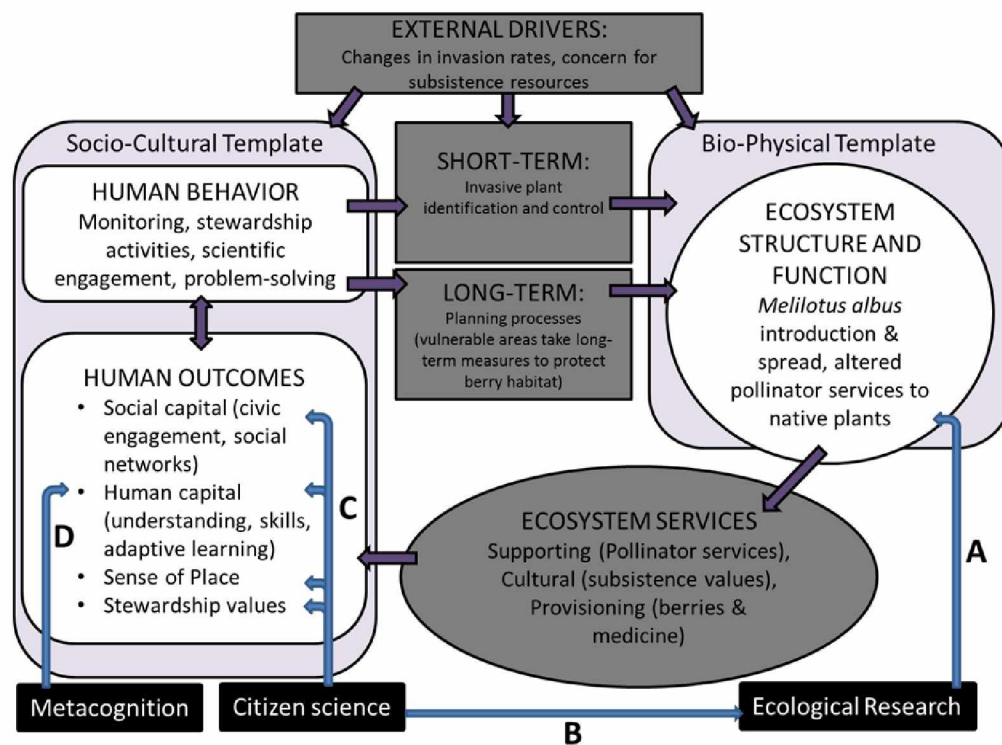 EXTERNAL DRIVERS:
Changes in invasion rates, concern for
subsistence resources
Socio-Cultural Template
HUMAN BEHAVIOR
Monitoring, stewardship
activities, scientific
engagement, problem-solving
SHORT-TERM:
Invasive plant
identification and control
LONG-TERM:
Planning processes
(vulnerable areas take long-
term measures to protect
berry habitat)
Bio-Physical Template
ECOSYSTEM
STRUCTURE AND
FUNCTION
Melilotus albus
introduction &
spread, altered
pollinator services to
native plants
HUMAN OUTCOMES
• Social capital (civic
engagement, social
networks)
• Human capital
(understanding, skills,
adaptive learning)
• Sense of Place
• Stewardship values
D
C
ECOSYSTEM SERVICES
Supporting (Pollinator services),
Cultural (subsistence values),
Provisioning (berries &
medicine)
A
Metacognition
Citizen science
B
Ecological Research